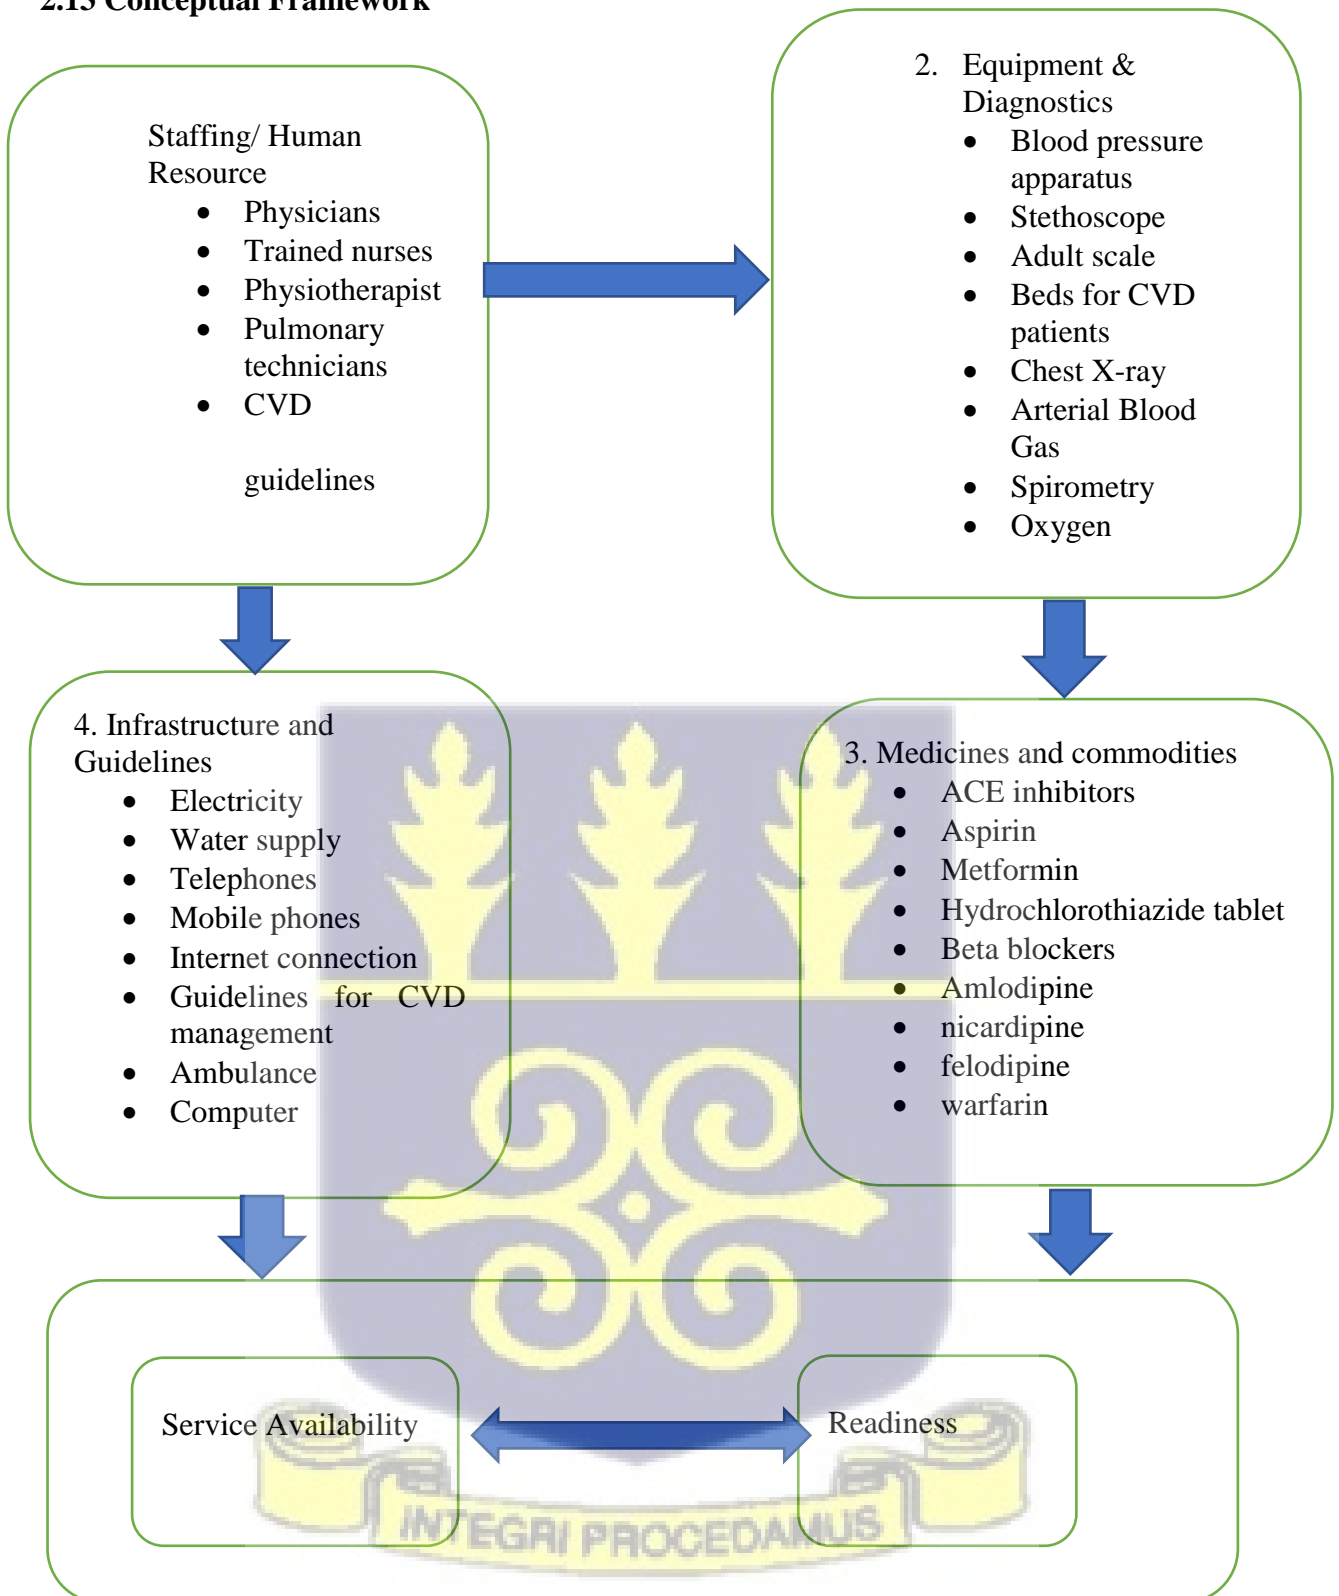 2.13 Conceptual Framework
Staffing/ Human
Resource
• Physicians
• Trained nurses
• Physiotherapist
• Pulmonary
technicians
• CVD
guidelines
2. Equipment &
Diagnostics
• Blood pressure
apparatus
• Stethoscope
• Adult scale
• Beds for CVD
patients
• Chest X-ray
• Arterial Blood
Gas
• Spirometry
• Oxygen
4. Infrastructure and
Guidelines
• Electricity
• Water supply
• Telephones
• Mobile phones
• Internet connection
• Guidelines for CVD
management
• Ambulance
• Computer
3. Medicines and commodities
• ACE inhibitors
• Aspirin
• Metformin
• Hydrochlorothiazide tablet
• Beta blockers
• Amlodipine
• nicardipine
• felodipine
• warfarin
Service Availability
Readiness
INTEGRI PROCEDAMUS